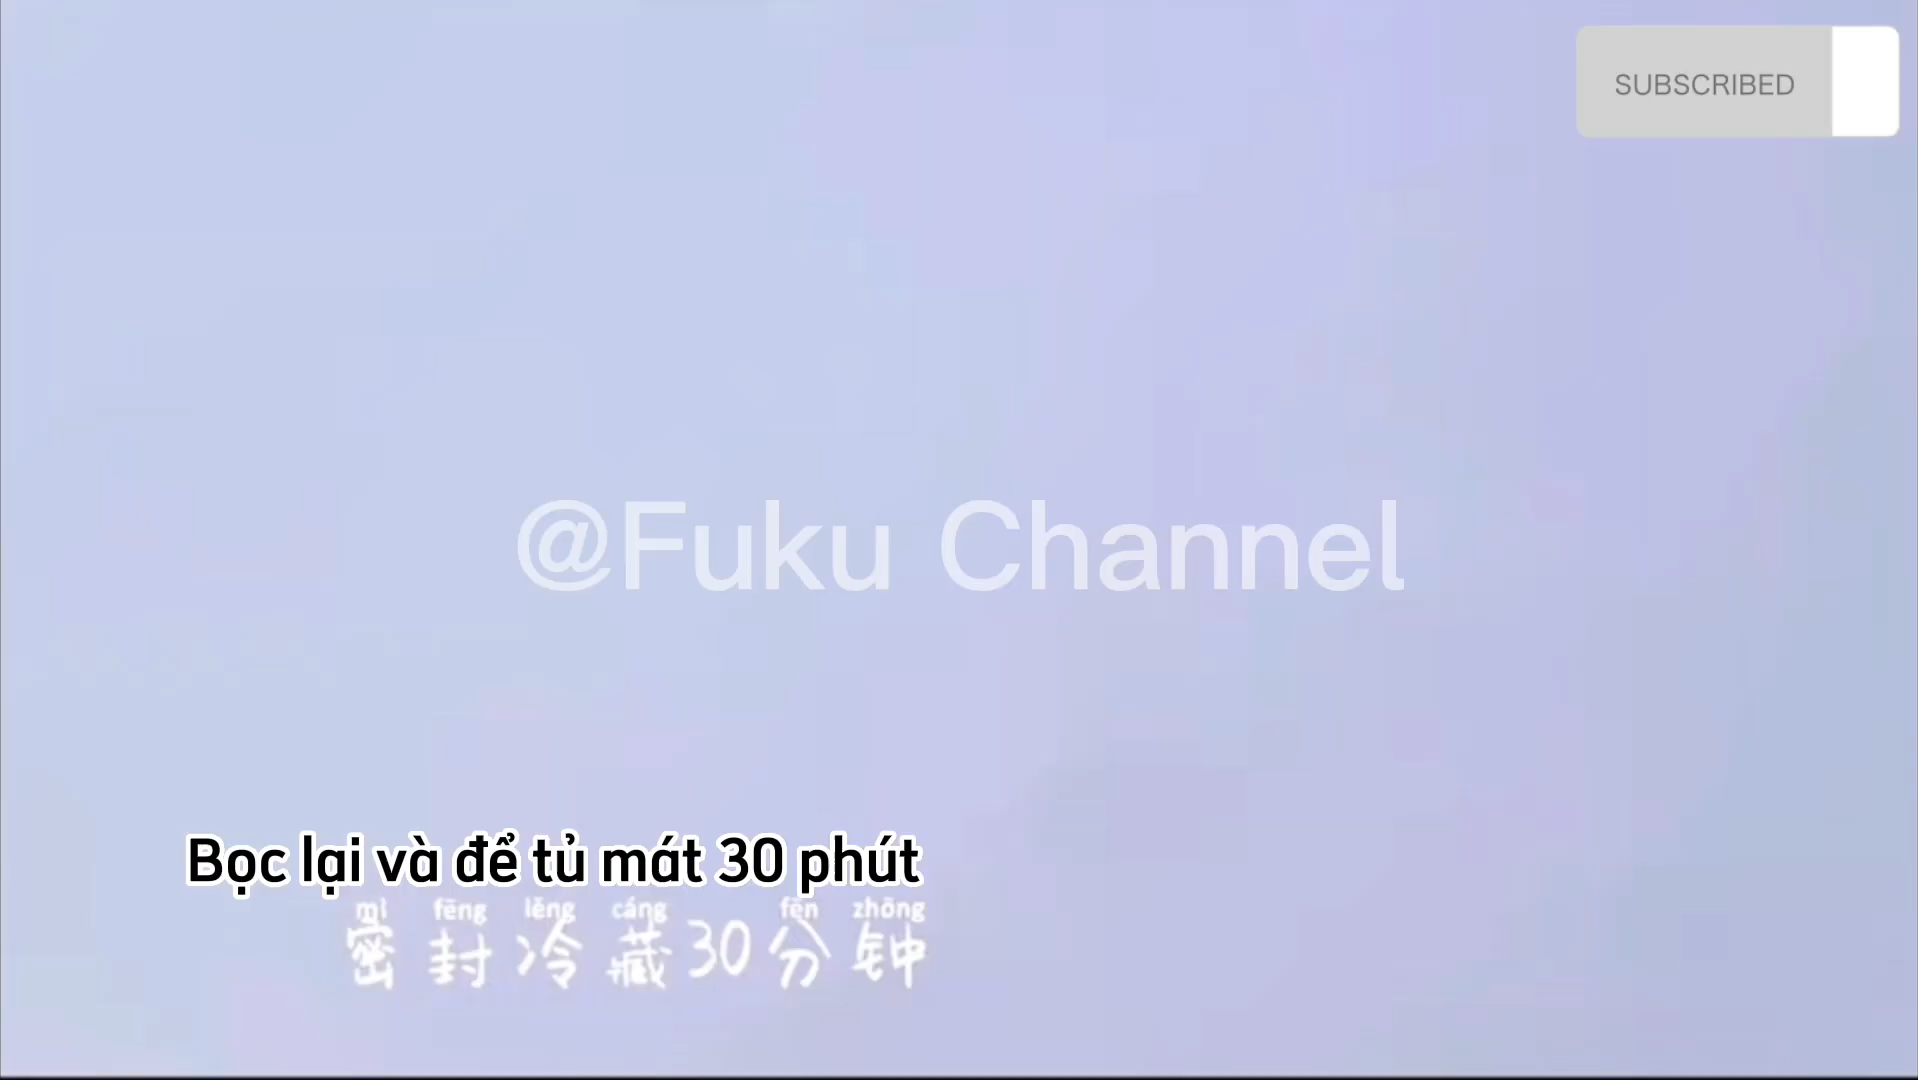 SUBSCRIBED
@Fuku Channel
Bọc lại và để tủ mát 30 phút
mì fēng lěng cáng fēn zhōng
密封冷藏30分钟